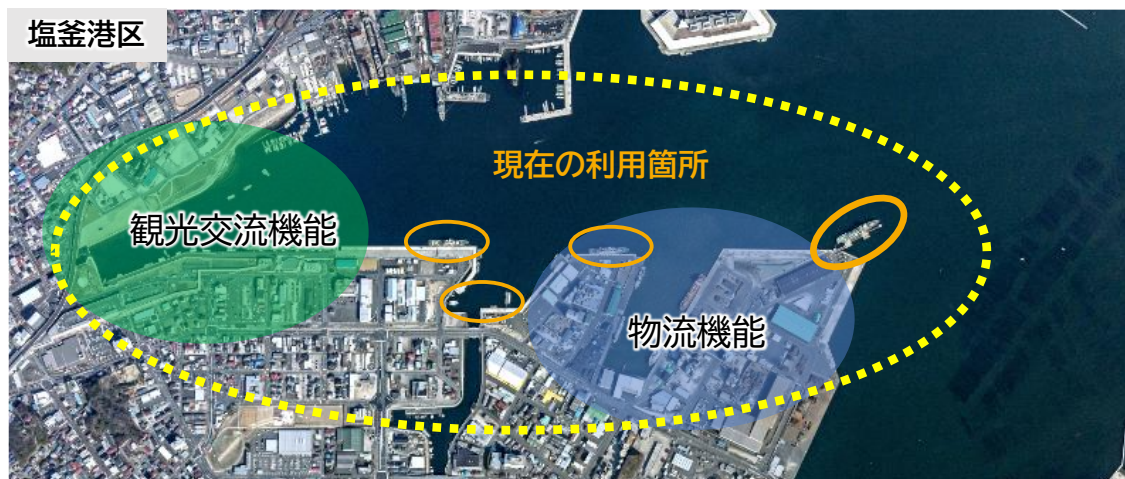 塩釜港区
現在の利用箇所
観光交流機能
物流機能